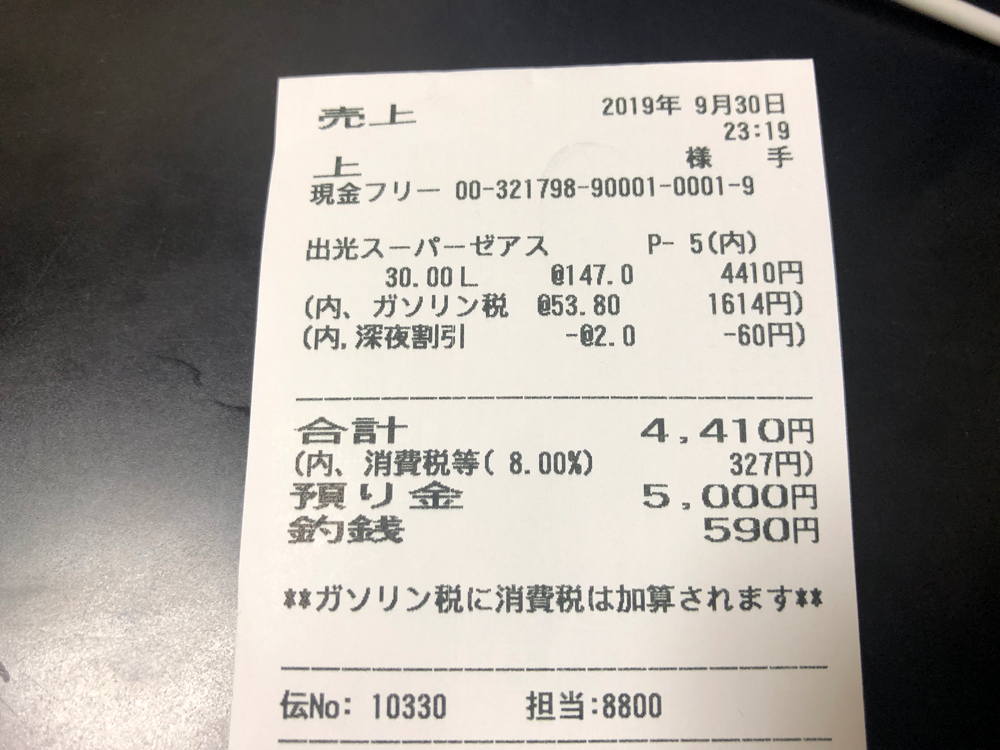 売上 2019年 9月30日
23:19
上 様 手
現金フリー 00-321798-90001-0001-9
出光スーパーゼアス P- 5(内)
30.00L @147.0 4410円
(内、ガソリン税 @53.80 1614円)
(内,深夜割引 -@2.0 -60円)
合計 4,410円
(内、消費税等( 8.00%) 327円)
預り金 5,000円
釣銭 590円
**ガソリン税に消費税は加算されます**
伝No: 10330 担当:8800